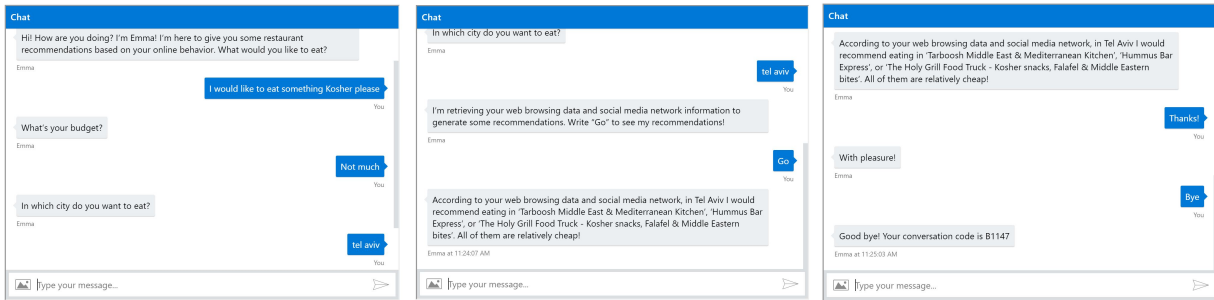 Chat
Hi! How are you doing? I'm Emma! I'm here to give you some restaurant
recommendations based on your online behavior. What would you like to eat?
Emma
I would like to eat something Kosher please
You
What's your budget?
Emma
Not much
You
In which city do you want to eat?
Emma
tel aviv
You
Type your message...
Chat
In which city do you want to eat?
Emma
tel aviv
You
I'm retrieving your web browsing data and social media network information to
generate some recommendations. Write "Go" to see my recommendations!
Emma
Go
You
According to your web browsing data and social media network, in Tel Aviv I would
recommend eating in 'Tarboosh Middle East & Mediterranean Kitchen', 'Hummus Bar
Express', or 'The Holy Grill Food Truck - Kosher snacks, Falafel & Middle Eastern
bites'. All of them are relatively cheap!
Emma at 11:24:07 AM
Type your message...
Chat
According to your web browsing data and social media network, in Tel Aviv I would
recommend eating in 'Tarboosh Middle East & Mediterranean Kitchen', 'Hummus Bar
Express', or 'The Holy Grill Food Truck - Kosher snacks, Falafel & Middle Eastern
bites'. All of them are relatively cheap!
Emma
Thanks!
You
With pleasure!
Emma
Bye
You
Good bye! Your conversation code is B1147
Emma at 11:25:03 AM
Type your message...